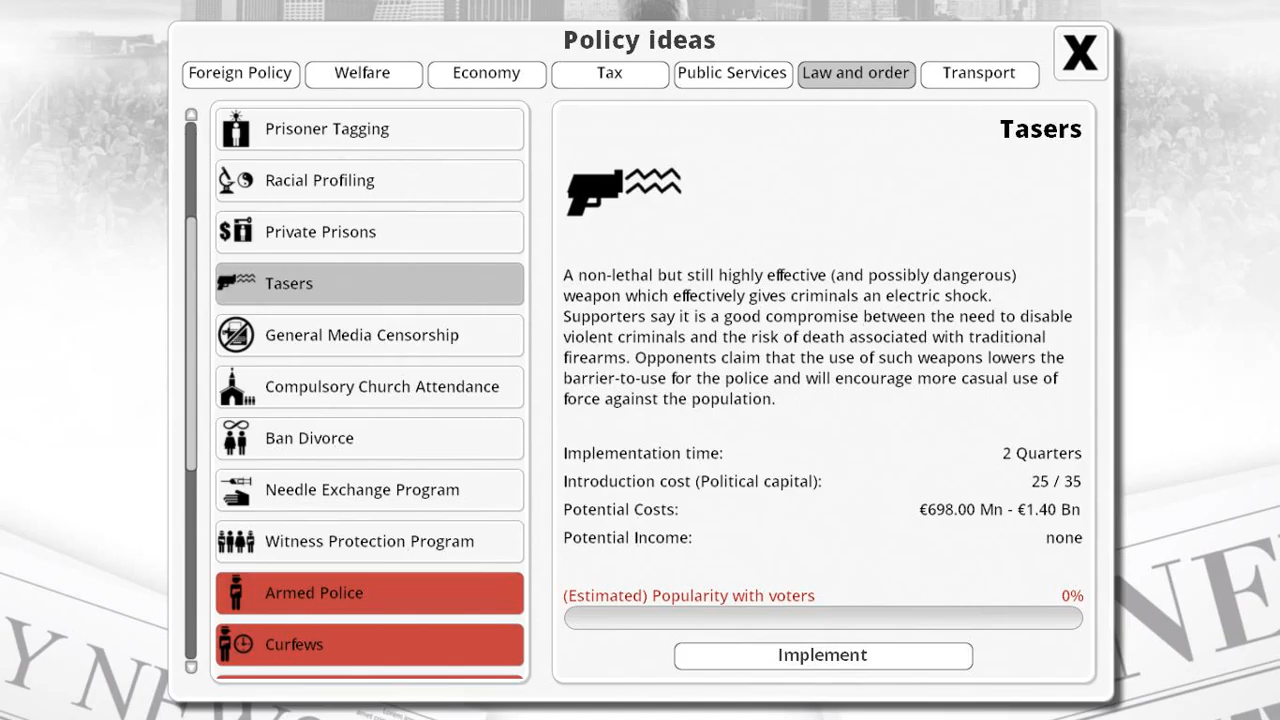 Policy ideas
X
Foreign Policy
Welfare
Economy
Tax
Public Services
Law and order
Transport
Prisoner Tagging
Racial Profiling
Private Prisons
Tasers
General Media Censorship
Compulsory Church Attendance
Ban Divorce
Needle Exchange Program
Witness Protection Program
Armed Police
Curfews
Tasers
A non-lethal but still highly effective (and possibly dangerous)
weapon which effectively gives criminals an electric shock.
Supporters say it is a good compromise between the need to disable
violent criminals and the risk of death associated with traditional
firearms. Opponents claim that the use of such weapons lowers the
barrier-to-use for the police and will encourage more casual use of
force against the population.
Implementation time: 2 Quarters
Introduction cost (Political capital): 25 / 35
Potential Costs: €698.00 Mn - €1.40 Bn
Potential Income: none
(Estimated) Popularity with voters 0%
Implement